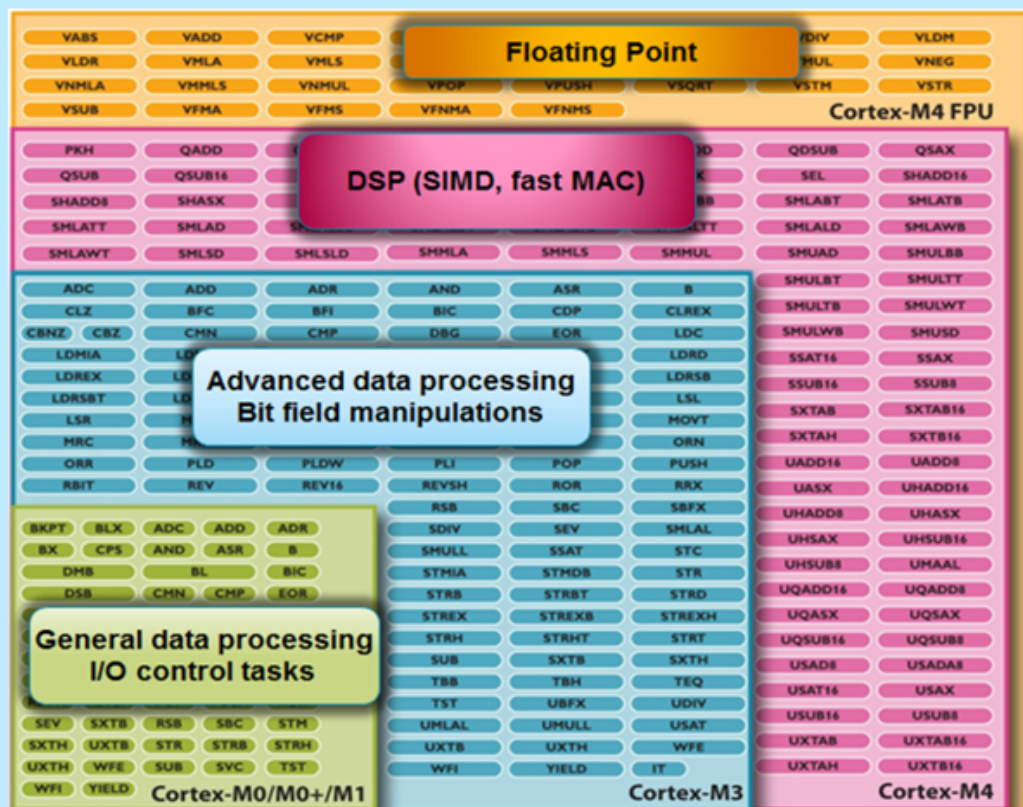 VABS VADD VCMP VDIV VLDM
Floating Point
VLDR VMLA VMLS VMUL VNEG
VNMLA VMMLS VNMUL VPOP VPUSH VSQRT VSTM VSTR
VSUB VFMA VFMS VFNMA VFNMS
Cortex-M4 FPU
PKH QADD QDSUB QSAX
QSUB QSUB16 SEL SHADD16
DSP (SIMD, fast MAC)
SHADD8 SHASX SMLABT SMLATB
SMLATT SMLAD SMLALD SMLAWB
SMLAWT SMLSD SMLSLD SMMLA SMMLS SMMUL SMUAD SMULBB
SMULBT SMULTT
SMULTB SMULWT
SMULWB SMUSD
SSAT16 SSAX
SSUB16 SSUB8
SXTAB SXTAB16
SXTAH SXTB16
UADD16 UADD8
UASX UHADD16
UHADD8 UHASX
UHSAX UHSUB16
UHSUB8 UMAAL
UQADD16 UQADD8
UQASX UQSAX
UQSUB16 UQSUB8
USAD8 USADA8
USAT16 USAX
USUB16 USUB8
UXTAB UXTAB16
UXTAH UXTB16
Cortex-M4
ADC ADD ADR AND ASR B
CLZ BFC BFI BIC CDP CLREX
CBNZ CBZ CMN CMP DBG EOR LDC
LDMIA LDRD
LDREX LDRSB
Advanced data processing
Bit field manipulations
LDRSBT LSL
LSR MOVT
MRC ORN
ORR PLD PLDW PLI POP PUSH
RBIT REV REV16 REVSH ROR RRX
RSB SBC SBFX
SDIV SEV SMLAL
SMULL SSAT STC
STMIA STMDB STR
STRB STRBT STRD
STREX STREXB STREXH
STRH STRHT STRT
SUB SXTB SXTH
TBB TBH TEQ
TST UBFX UDIV
UMLAL UMULL USAT
UXTB UXTH WFE
WFI YIELD IT
Cortex-M3
BKPT BLX ADC ADD ADR
BX CPS AND ASR B
DMB BL BIC
DSB CMN CMP EOR
General data processing
I/O control tasks
SEV SXTB RSB SBC STM
SXTH UXTB STR STRB STRH
UXTH WFE SUB SVC TST
WFI YIELD
Cortex-M0/M0+/M1